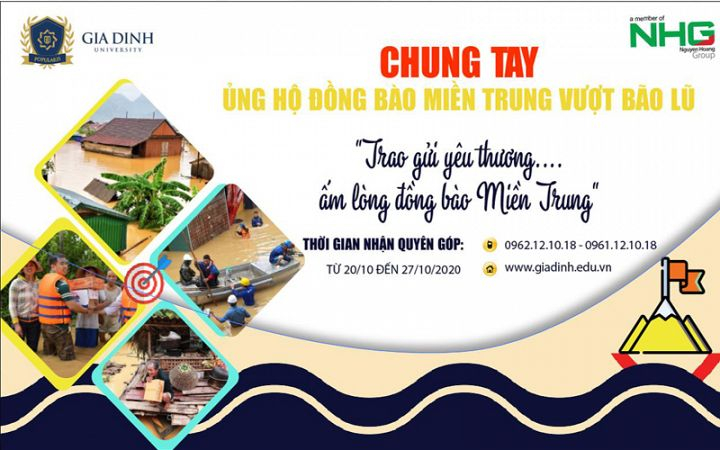 GIA DINH
UNIVERSITY
POPULARIS
a member of
NHG
Nguyen Hoang
Group
CHUNG TAY
ỦNG HỘ ĐỒNG BÀO MIỀN TRUNG VƯỢT BÃO LŨ
"Trao gửi yêu thương....
ấm lòng đồng bào Miền Trung"
THỜI GIAN NHẬN QUYÊN GÓP:
TỪ 20/10 ĐẾN 27/10/2020
0962.12.10.18 - 0961.12.10.18
www.giadinh.edu.vn